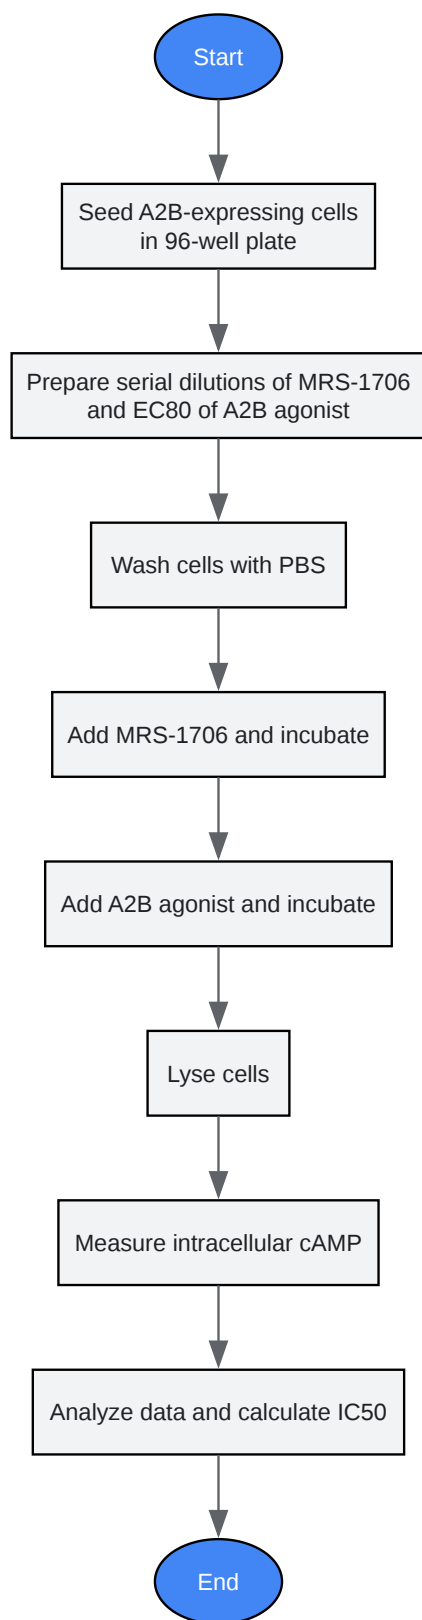 Start
Seed A2B-expressing cells
in 96-well plate
Prepare serial dilutions of MRS-1706
and EC80 of A2B agonist
Wash cells with PBS
Add MRS-1706 and incubate
Add A2B agonist and incubate
Lyse cells
Measure intracellular cAMP
Analyze data and calculate IC50
End